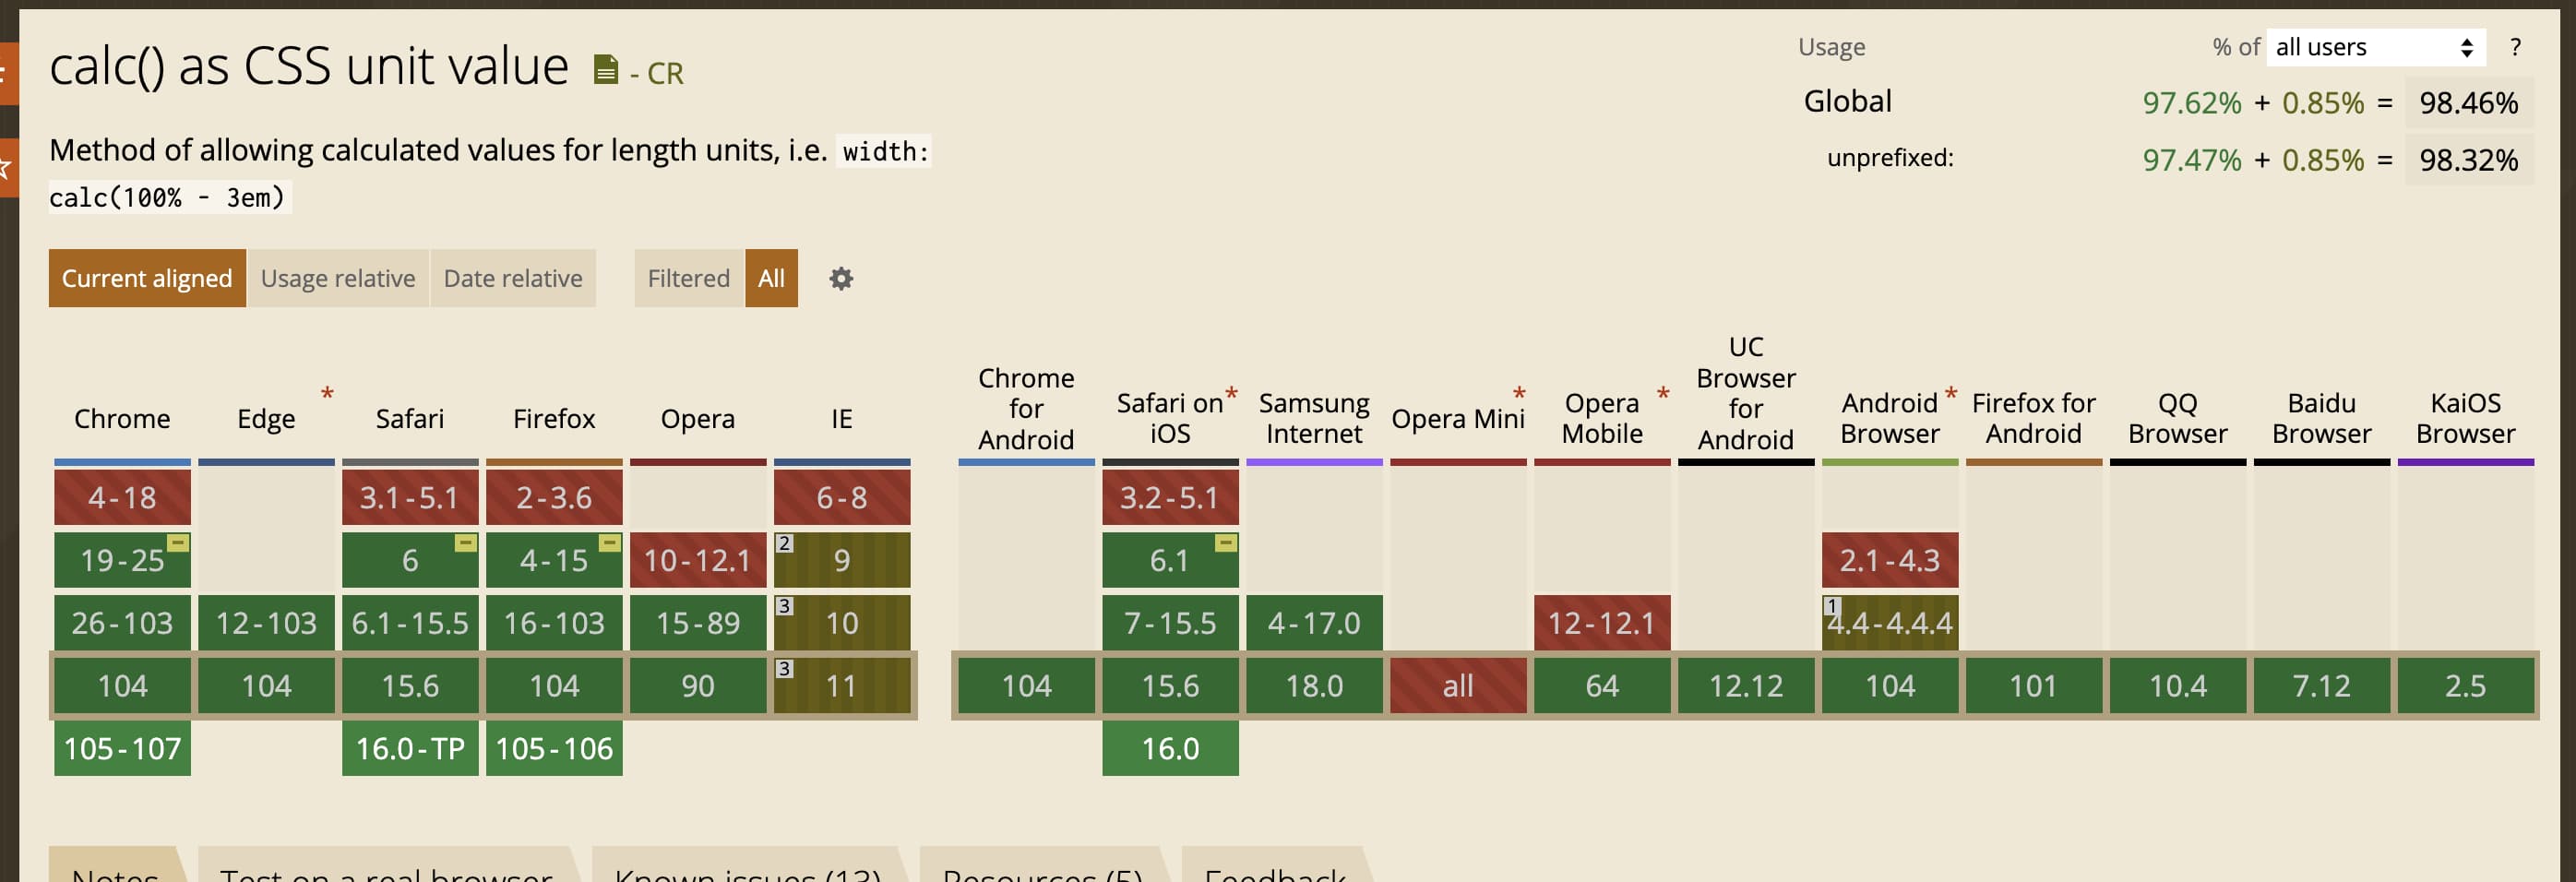 calc() as CSS unit value - CR
Usage % of all users ?
Global 97.62% + 0.85% = 98.46%
unprefixed: 97.47% + 0.85% = 98.32%
Method of allowing calculated values for length units, i.e. width:
calc(100% - 3em)
Current aligned Usage relative Date relative Filtered All
Chrome
Edge *
Safari
Firefox
Opera
IE
Chrome
for
Android
Safari on *
iOS
Samsung
Internet
Opera Mini *
Opera *
Mobile
UC
Browser
for
Android
Android *
Browser
Firefox for
Android
QQ
Browser
Baidu
Browser
KaiOS
Browser
4-18 3.1-5.1 2-3.6 6-8 3.2-5.1
19-25 6 4-15 10-12.1 2 9 6.1 2.1-4.3
26-103 12-103 6.1-15.5 16-103 15-89 3 10 7-15.5 4-17.0 12-12.1 1 4.4-4.4.4
104 104 15.6 104 90 3 11 104 15.6 18.0 all 64 12.12 104 101 10.4 7.12 2.5
105-107 16.0-TP 105-106 16.0
Notes Test on a real browser Known issues (13) Resources (5) Feedback